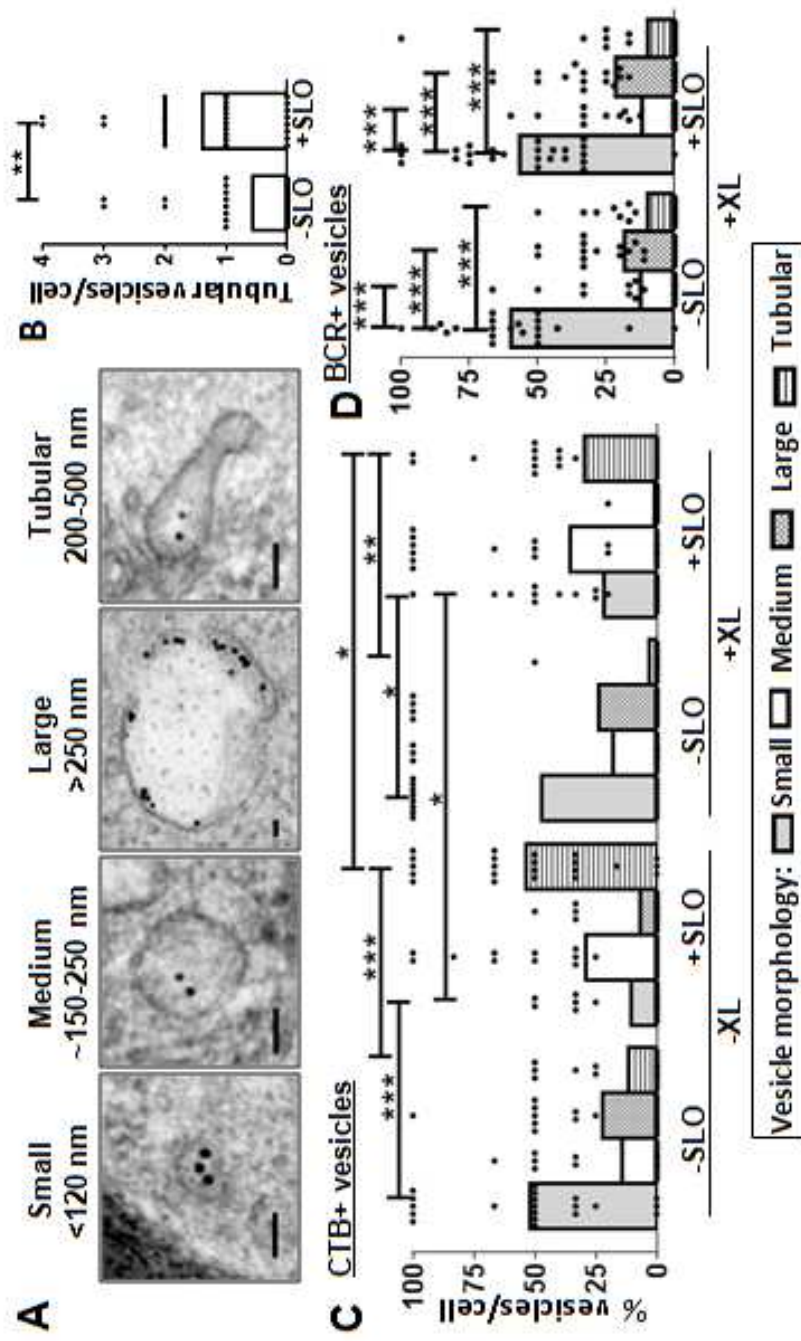 A
Small
<120 nm
Medium
~150-250 nm
Large
>250 nm
Tubular
200-500 nm
B
Tubular vesicles/cell
4
3
2
1
0
**
-SLO
+SLO
C
CTB+ vesicles
% vesicles/cell
100
75
50
25
0
***
***
*
*
*
**
-SLO
+SLO
-SLO
+SLO
-XL
+XL
D
BCR+ vesicles
100
75
50
25
0
***
***
***
***
***
***
-SLO
+SLO
+XL
Vesicle morphology: Small Medium Large Tubular